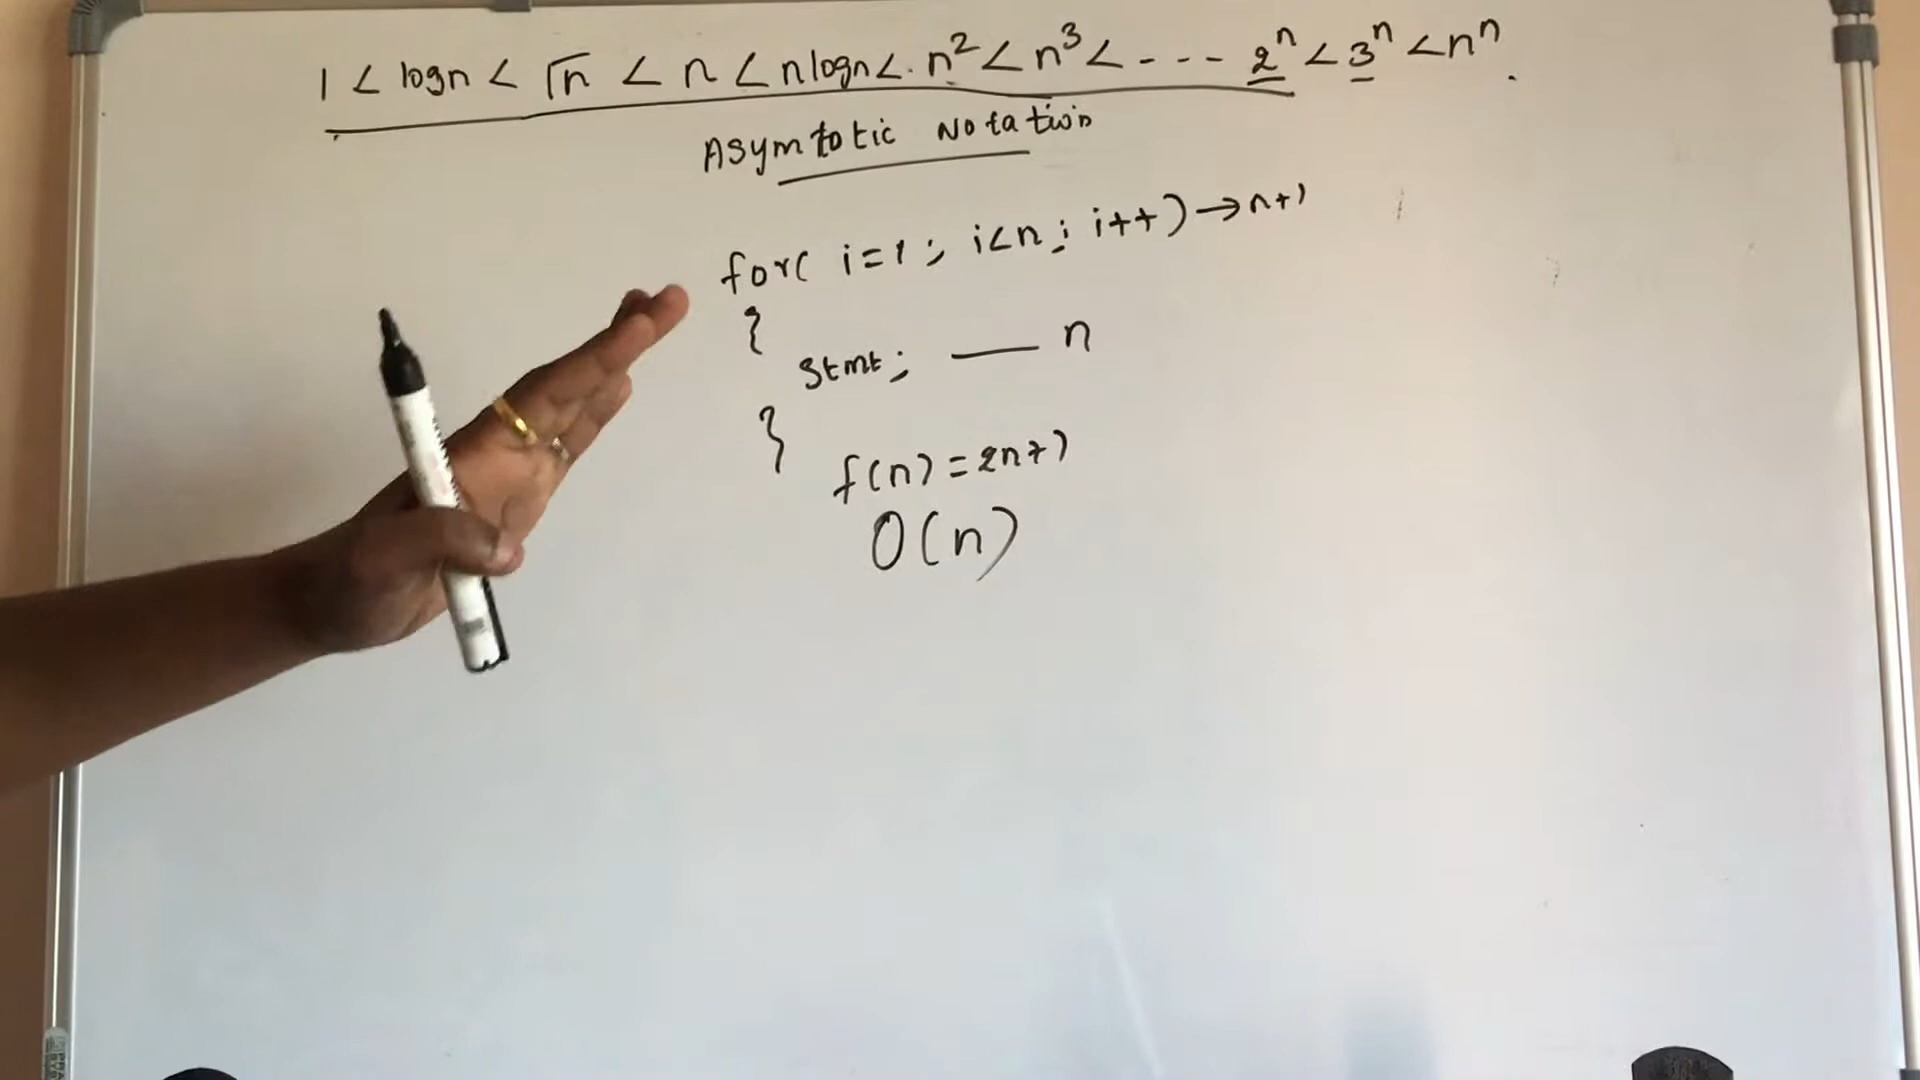 1 < logn < √n < n < nlogn < n² < n³ < - - - 2ⁿ < 3ⁿ < nⁿ
Asymtotic Notation
for( i=1; i<n; i++) → n+1
{
Stmt; — n
}
f(n) = 2n+1
O(n)